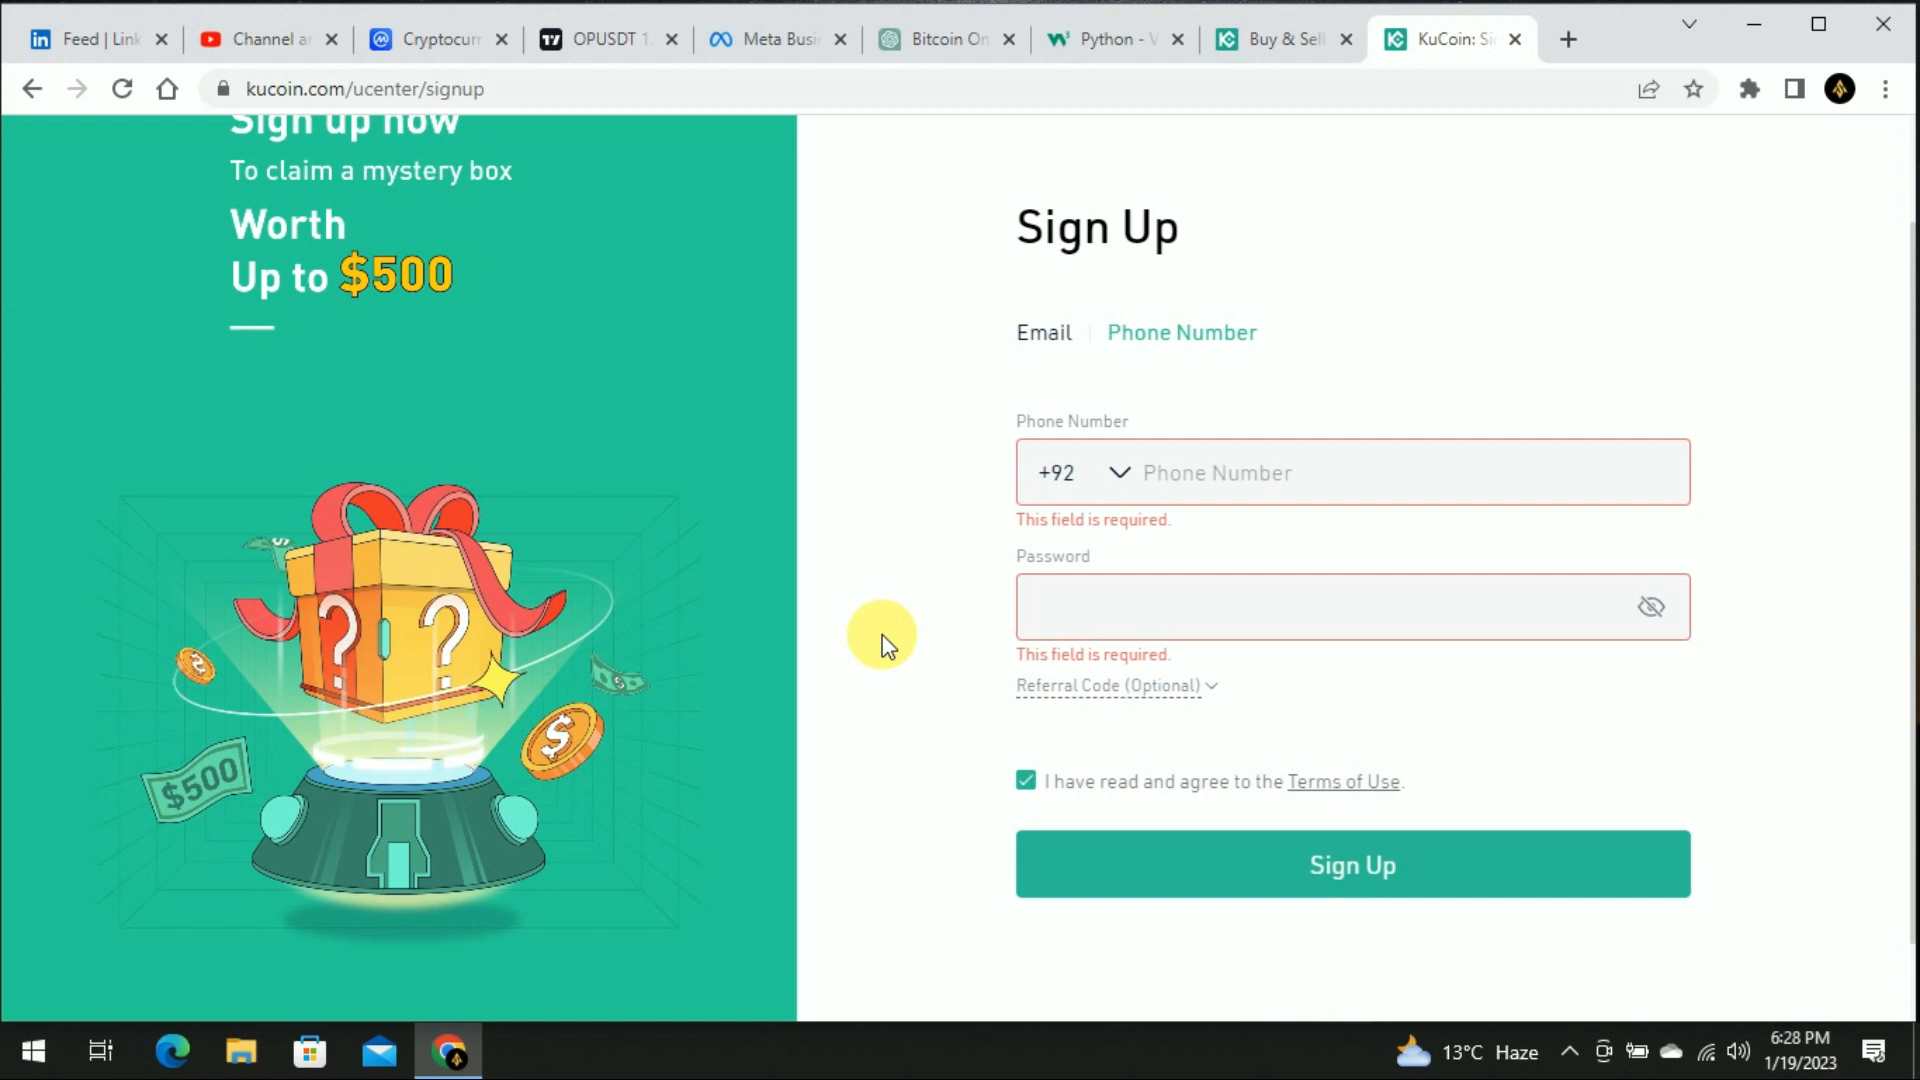 Feed | Link
Channel an
Cryptocurr
OPUSDT 1.
Meta Busi
Bitcoin On
Python - V
Buy & Sell
KuCoin: Si
kucoin.com/ucenter/signup
Sign up now
To claim a mystery box
Worth
Up to $500
$500
Sign Up
Email
Phone Number
Phone Number
+92
Phone Number
This field is required.
Password
This field is required.
Referral Code (Optional)
I have read and agree to the Terms of Use.
Sign Up
13°C Haze
6:28 PM
1/19/2023